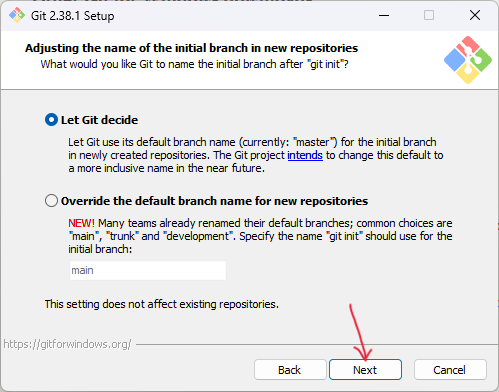 Git 2.38.1 Setup
Adjusting the name of the initial branch in new repositories
What would you like Git to name the initial branch after "git init"?
Let Git decide
Let Git use its default branch name (currently: "master") for the initial branch
in newly created repositories. The Git project intends to change this default to
a more inclusive name in the near future.
Override the default branch name for new repositories
NEW! Many teams already renamed their default branches; common choices are
"main", "trunk" and "development". Specify the name "git init" should use for the
initial branch:
main
This setting does not affect existing repositories.
https://gitforwindows.org/
Back
Next
Cancel